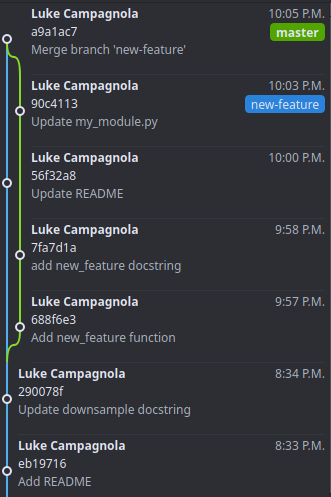 Luke Campagnola 10:05 P.M.
a9a1ac7 master
Merge branch 'new-feature'
Luke Campagnola 10:03 P.M.
90c4113 new-feature
Update my_module.py
Luke Campagnola 10:00 P.M.
56f32a8
Update README
Luke Campagnola 9:58 P.M.
7fa7d1a
add new_feature docstring
Luke Campagnola 9:57 P.M.
688f6e3
Add new_feature function
Luke Campagnola 8:34 P.M.
290078f
Update downsample docstring
Luke Campagnola 8:33 P.M.
eb19716
Add README